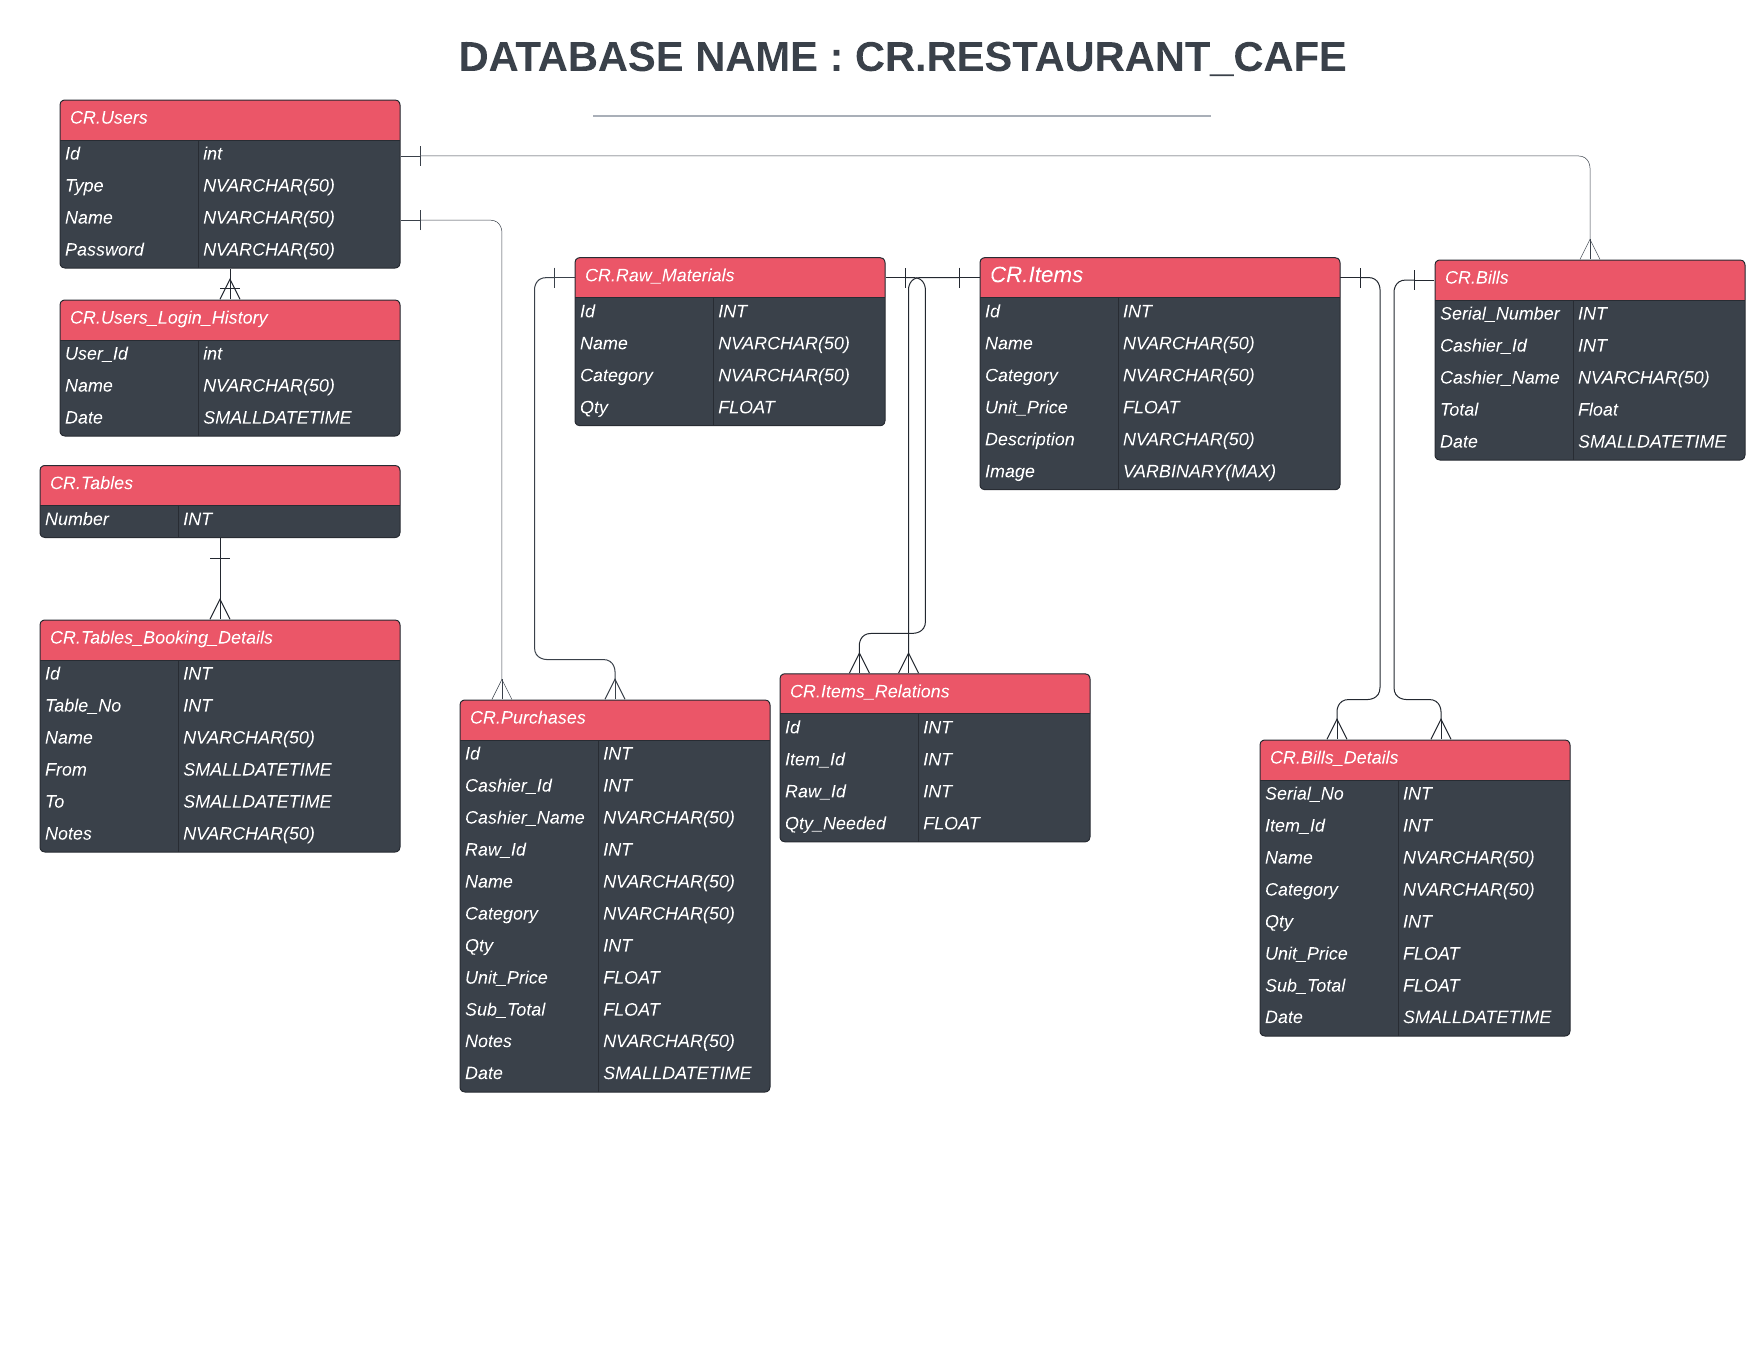 DATABASE NAME : CR.RESTAURANT_CAFE
CR.Users
Id int
Type NVARCHAR(50)
Name NVARCHAR(50)
Password NVARCHAR(50)
CR.Users_Login_History
User_Id int
Name NVARCHAR(50)
Date SMALLDATETIME
CR.Tables
Number INT
CR.Tables_Booking_Details
Id INT
Table_No INT
Name NVARCHAR(50)
From SMALLDATETIME
To SMALLDATETIME
Notes NVARCHAR(50)
CR.Raw_Materials
Id INT
Name NVARCHAR(50)
Category NVARCHAR(50)
Qty FLOAT
CR.Items
Id INT
Name NVARCHAR(50)
Category NVARCHAR(50)
Unit_Price FLOAT
Description NVARCHAR(50)
Image VARBINARY(MAX)
CR.Bills
Serial_Number INT
Cashier_Id INT
Cashier_Name NVARCHAR(50)
Total Float
Date SMALLDATETIME
CR.Purchases
Id INT
Cashier_Id INT
Cashier_Name NVARCHAR(50)
Raw_Id INT
Name NVARCHAR(50)
Category NVARCHAR(50)
Qty INT
Unit_Price FLOAT
Sub_Total FLOAT
Notes NVARCHAR(50)
Date SMALLDATETIME
CR.Items_Relations
Id INT
Item_Id INT
Raw_Id INT
Qty_Needed FLOAT
CR.Bills_Details
Serial_No INT
Item_Id INT
Name NVARCHAR(50)
Category NVARCHAR(50)
Qty INT
Unit_Price FLOAT
Sub_Total FLOAT
Date SMALLDATETIME